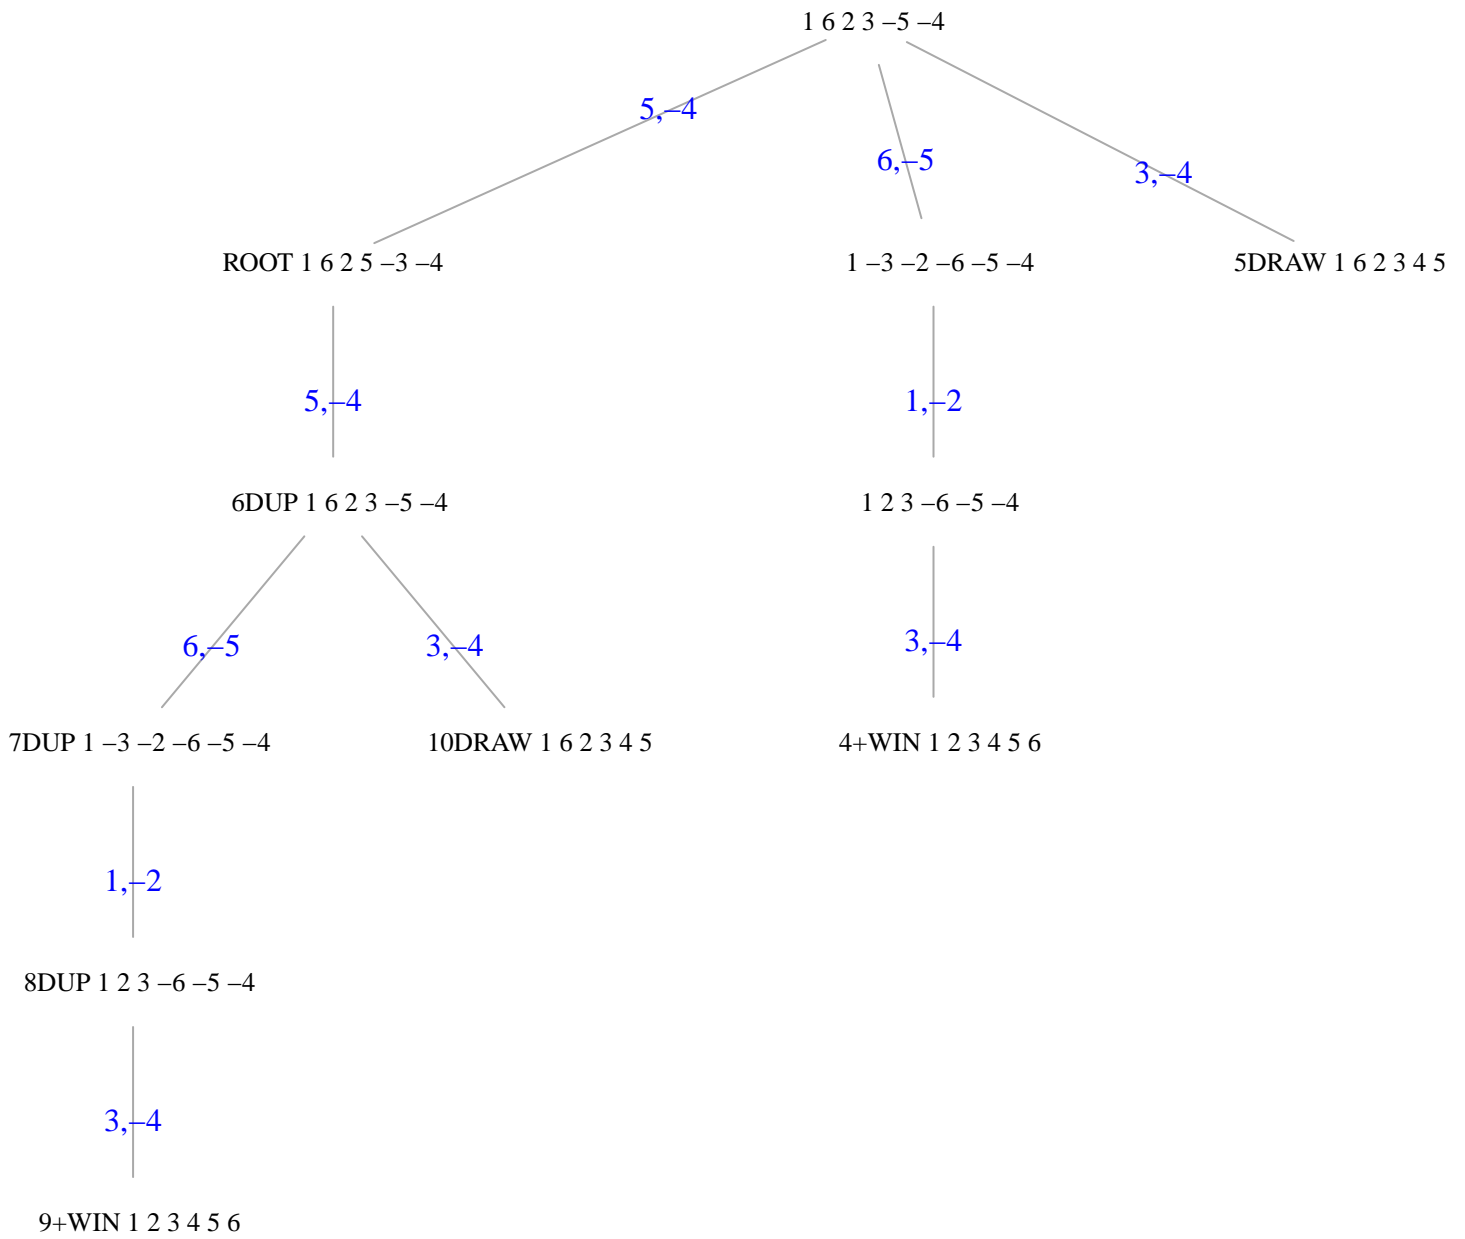 1 6 2 3 –5 –4
5,–4
6,–5
3,–4
ROOT 1 6 2 5 –3 –4
1 –3 –2 –6 –5 –4
5DRAW 1 6 2 3 4 5
5,–4
1,–2
6DUP 1 6 2 3 –5 –4
1 2 3 –6 –5 –4
6,–5
3,–4
3,–4
7DUP 1 –3 –2 –6 –5 –4
10DRAW 1 6 2 3 4 5
4+WIN 1 2 3 4 5 6
1,–2
8DUP 1 2 3 –6 –5 –4
3,–4
9+WIN 1 2 3 4 5 6